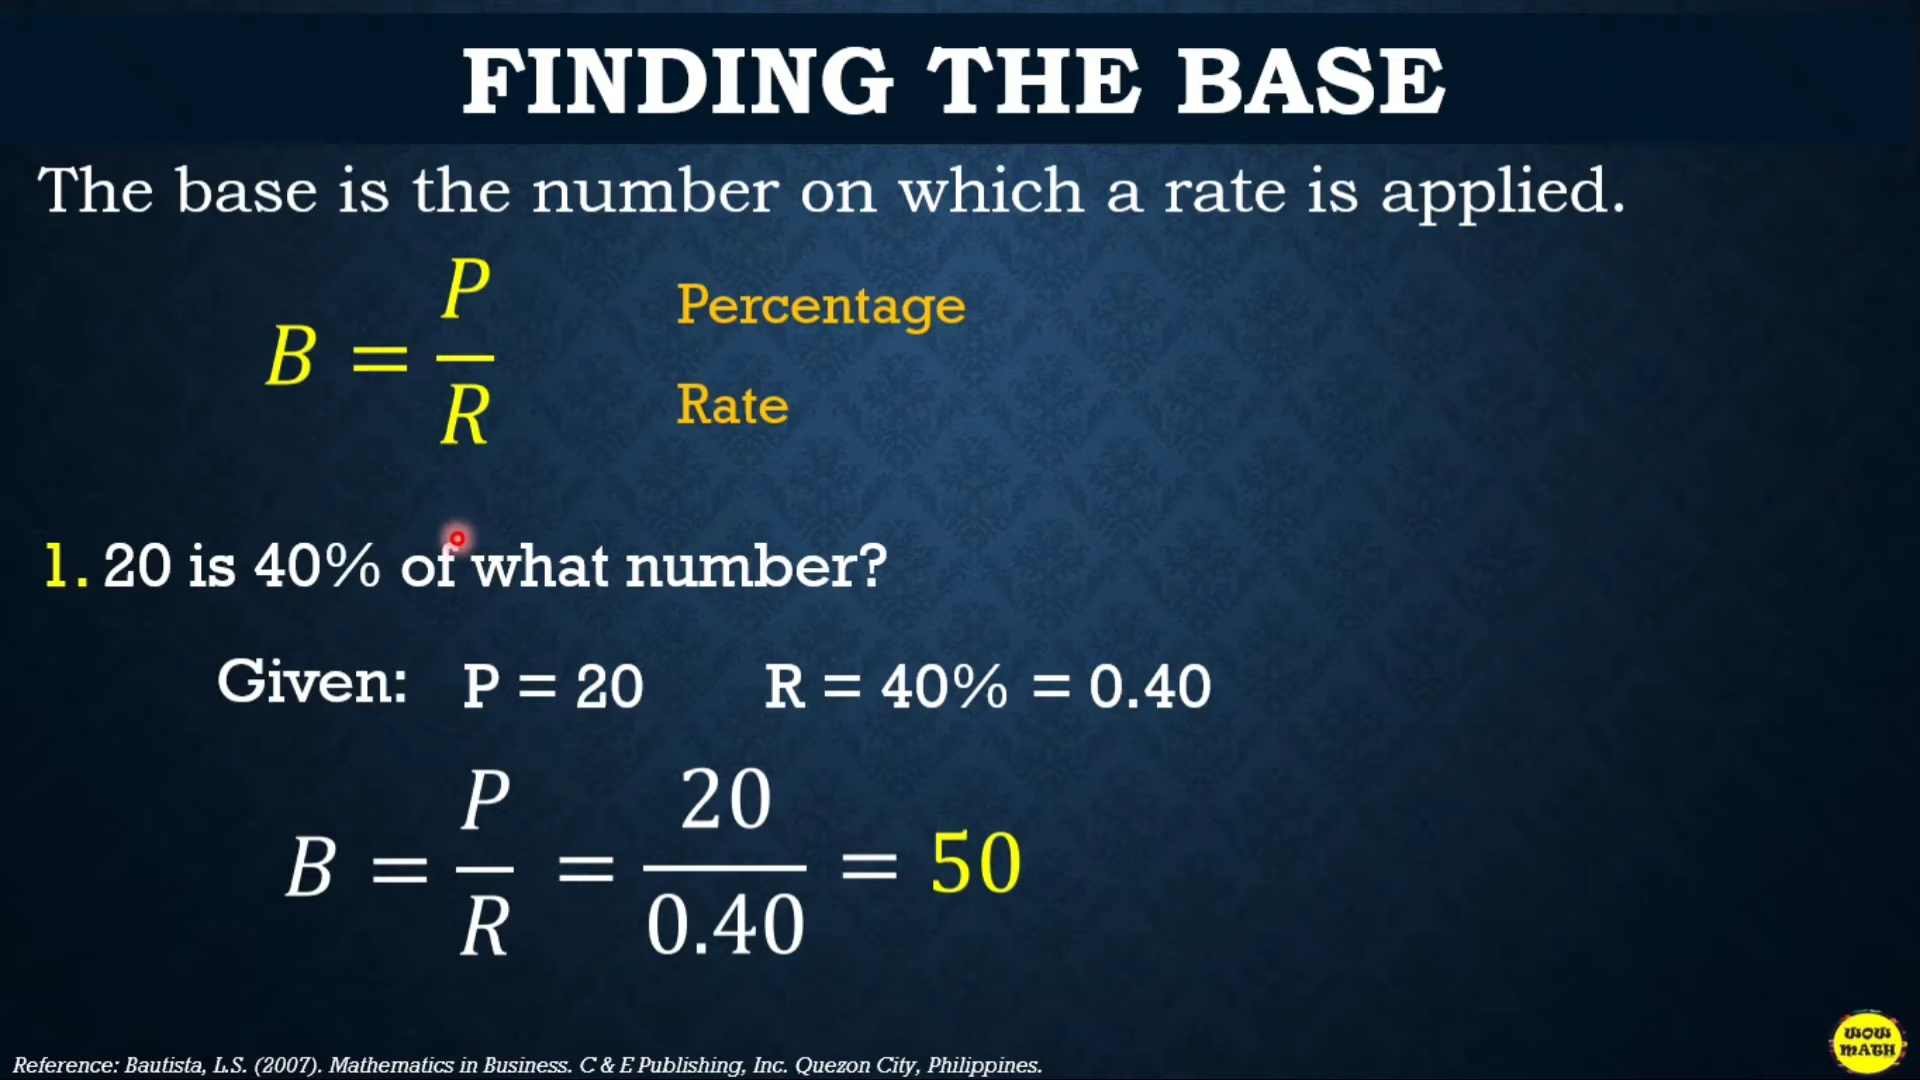 FINDING THE BASE
The base is the number on which a rate is applied.
B = P/R
Percentage
Rate
1. 20 is 40% of what number?
Given: P = 20 R = 40% = 0.40
B = P/R = 20/0.40 = 50
Reference: Bautista, L.S. (2007). Mathematics in Business. C & E Publishing, Inc. Quezon City, Philippines.
WOW
MATH